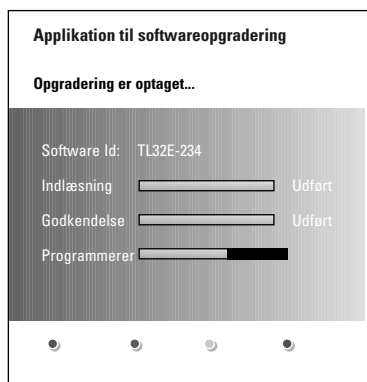 Applikation til softwareopgradering
Opgradering er optaget...
Software Id: TL32E-234
Indlæsning Udført
Godkendelse Udført
Programmerer